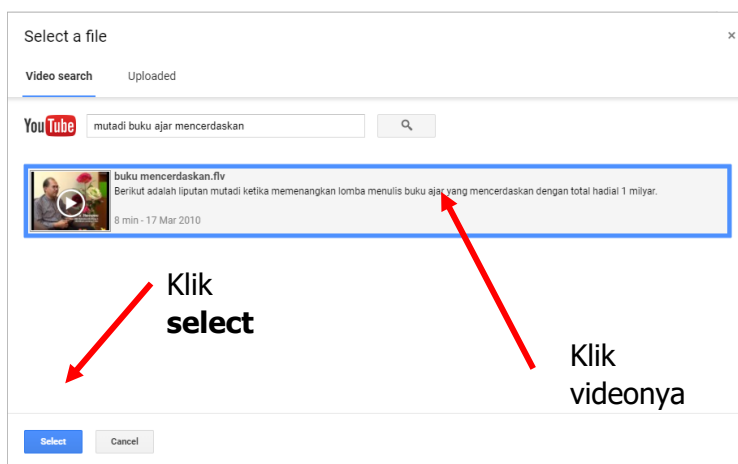 Select a file
×
Video search Uploaded
YouTube mutadi buku ajar mencerdaskan
buku mencerdaskan.flv
Berikut adalah liputan mutadi ketika memenangkan lomba menulis buku ajar yang mencerdaskan dengan total hadial 1 milyar.
8 min - 17 Mar 2010
Klik
select
Klik
videonya
Select Cancel